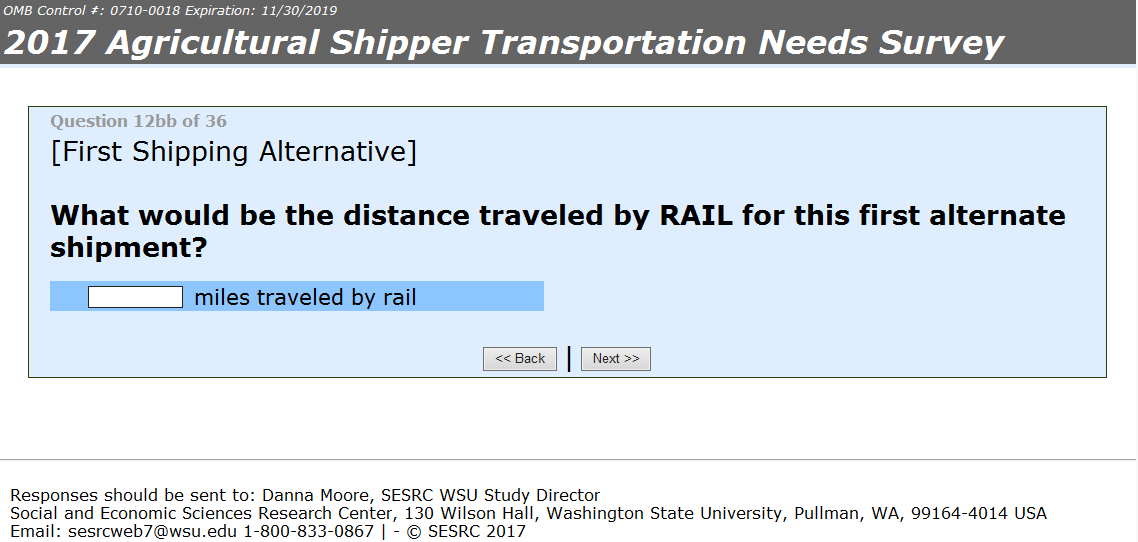 OMB Control #: 0710-0018 Expiration: 11/30/2019
2017 Agricultural Shipper Transportation Needs Survey
Question 12bb of 36
[First Shipping Alternative]
What would be the distance traveled by RAIL for this first alternate
shipment?
miles traveled by rail
<< Back | Next >>
Responses should be sent to: Danna Moore, SESRC WSU Study Director
Social and Economic Sciences Research Center, 130 Wilson Hall, Washington State University, Pullman, WA, 99164-4014 USA
Email: sesrcweb7@wsu.edu 1-800-833-0867 | - © SESRC 2017